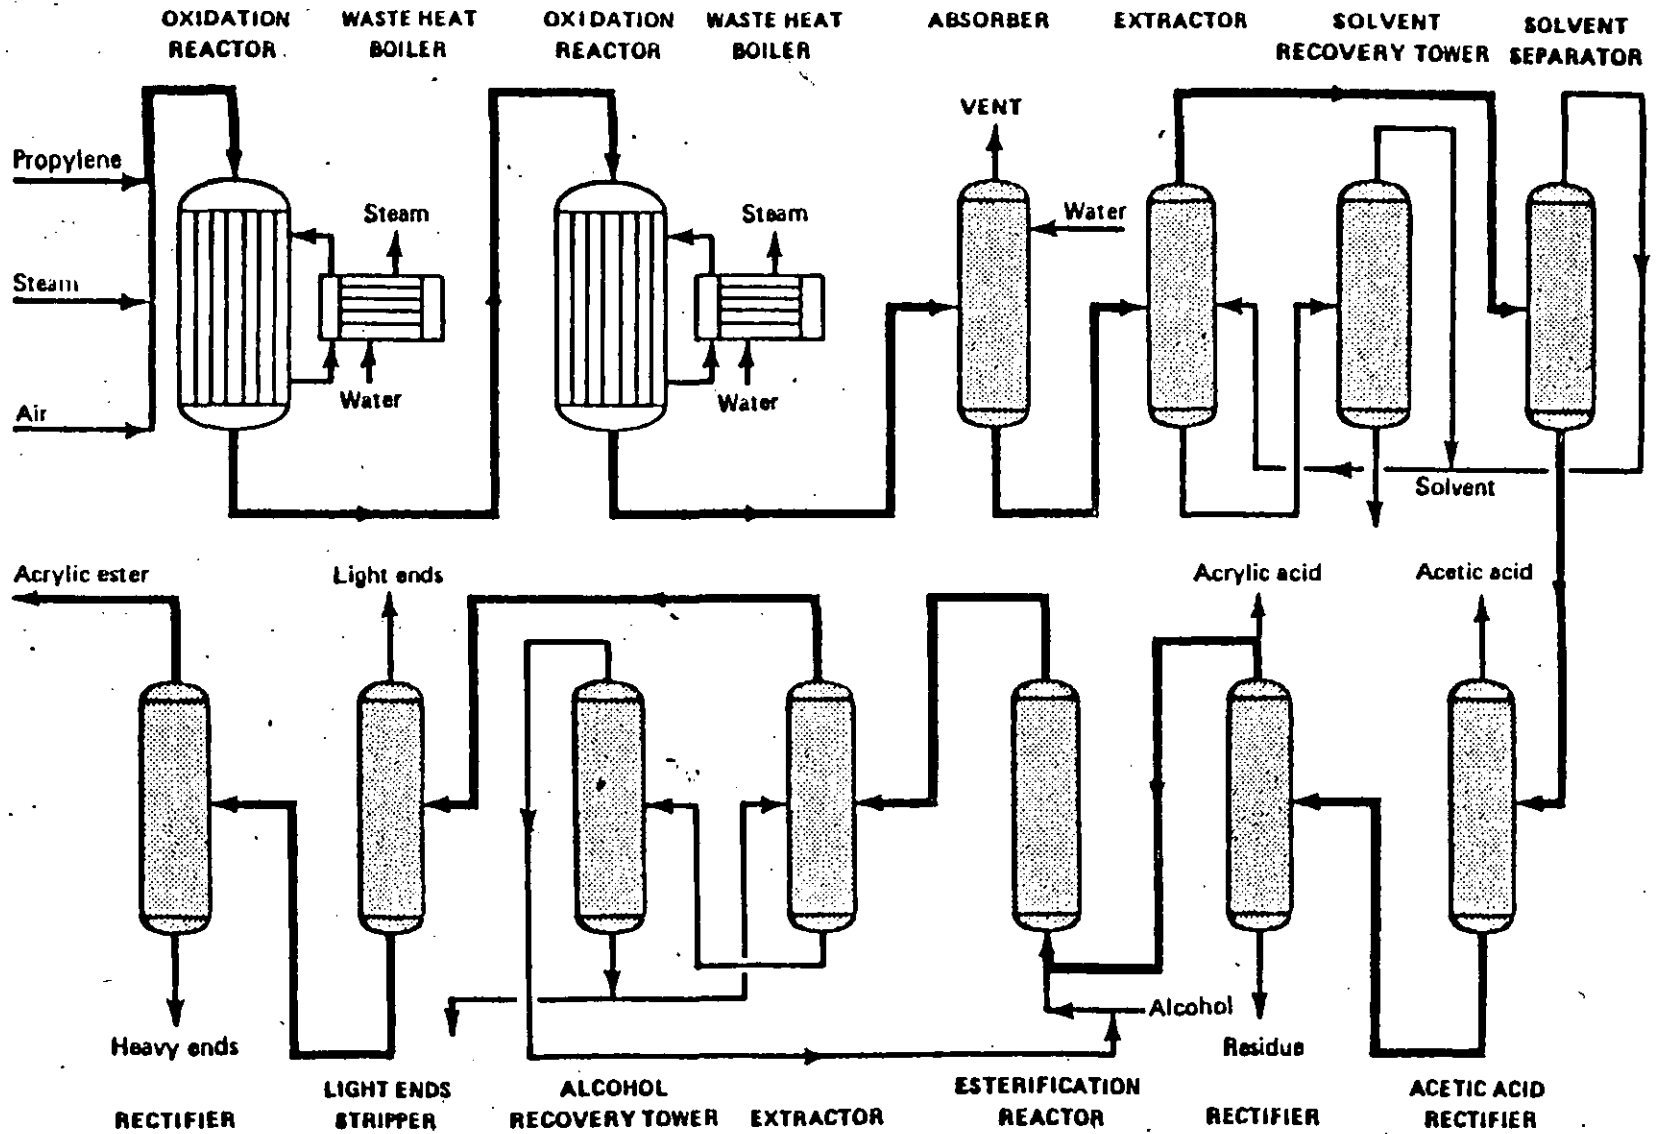 OXIDATION
REACTOR
WASTE HEAT
BOILER
OXIDATION
REACTOR
WASTE HEAT
BOILER
ABSORBER
EXTRACTOR
SOLVENT
RECOVERY TOWER
SOLVENT
SEPARATOR
VENT
Propylene
Steam
Steam
Water
Steam
Air
Water
Water
Solvent
Acrylic ester
Light ends
Acrylic acid
Acetic acid
Alcohol
Heavy ends
Residue
RECTIFIER
LIGHT ENDS
STRIPPER
ALCOHOL
RECOVERY TOWER
EXTRACTOR
ESTERIFICATION
REACTOR
RECTIFIER
ACETIC ACID
RECTIFIER